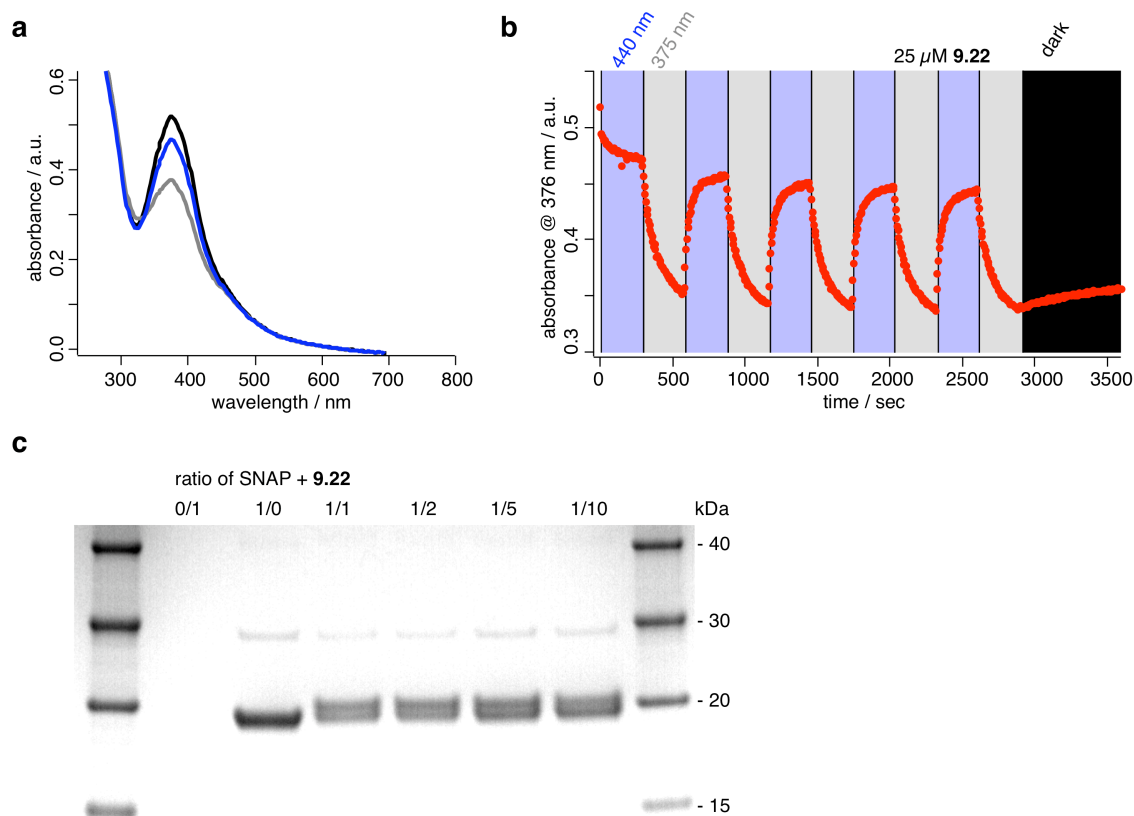 a
0.6
0.4
0.2
0.0
absorbance / a.u.
300 400 500 600 700 800
wavelength / nm
b
440 nm
375 nm
25 µM 9.22
dark
0.5
0.4
0.3
absorbance @ 376 nm / a.u.
0 500 1000 1500 2000 2500 3000 3500
time / sec
c
ratio of SNAP + 9.22
0/1 1/0 1/1 1/2 1/5 1/10 kDa
- 40
- 30
- 20
- 15